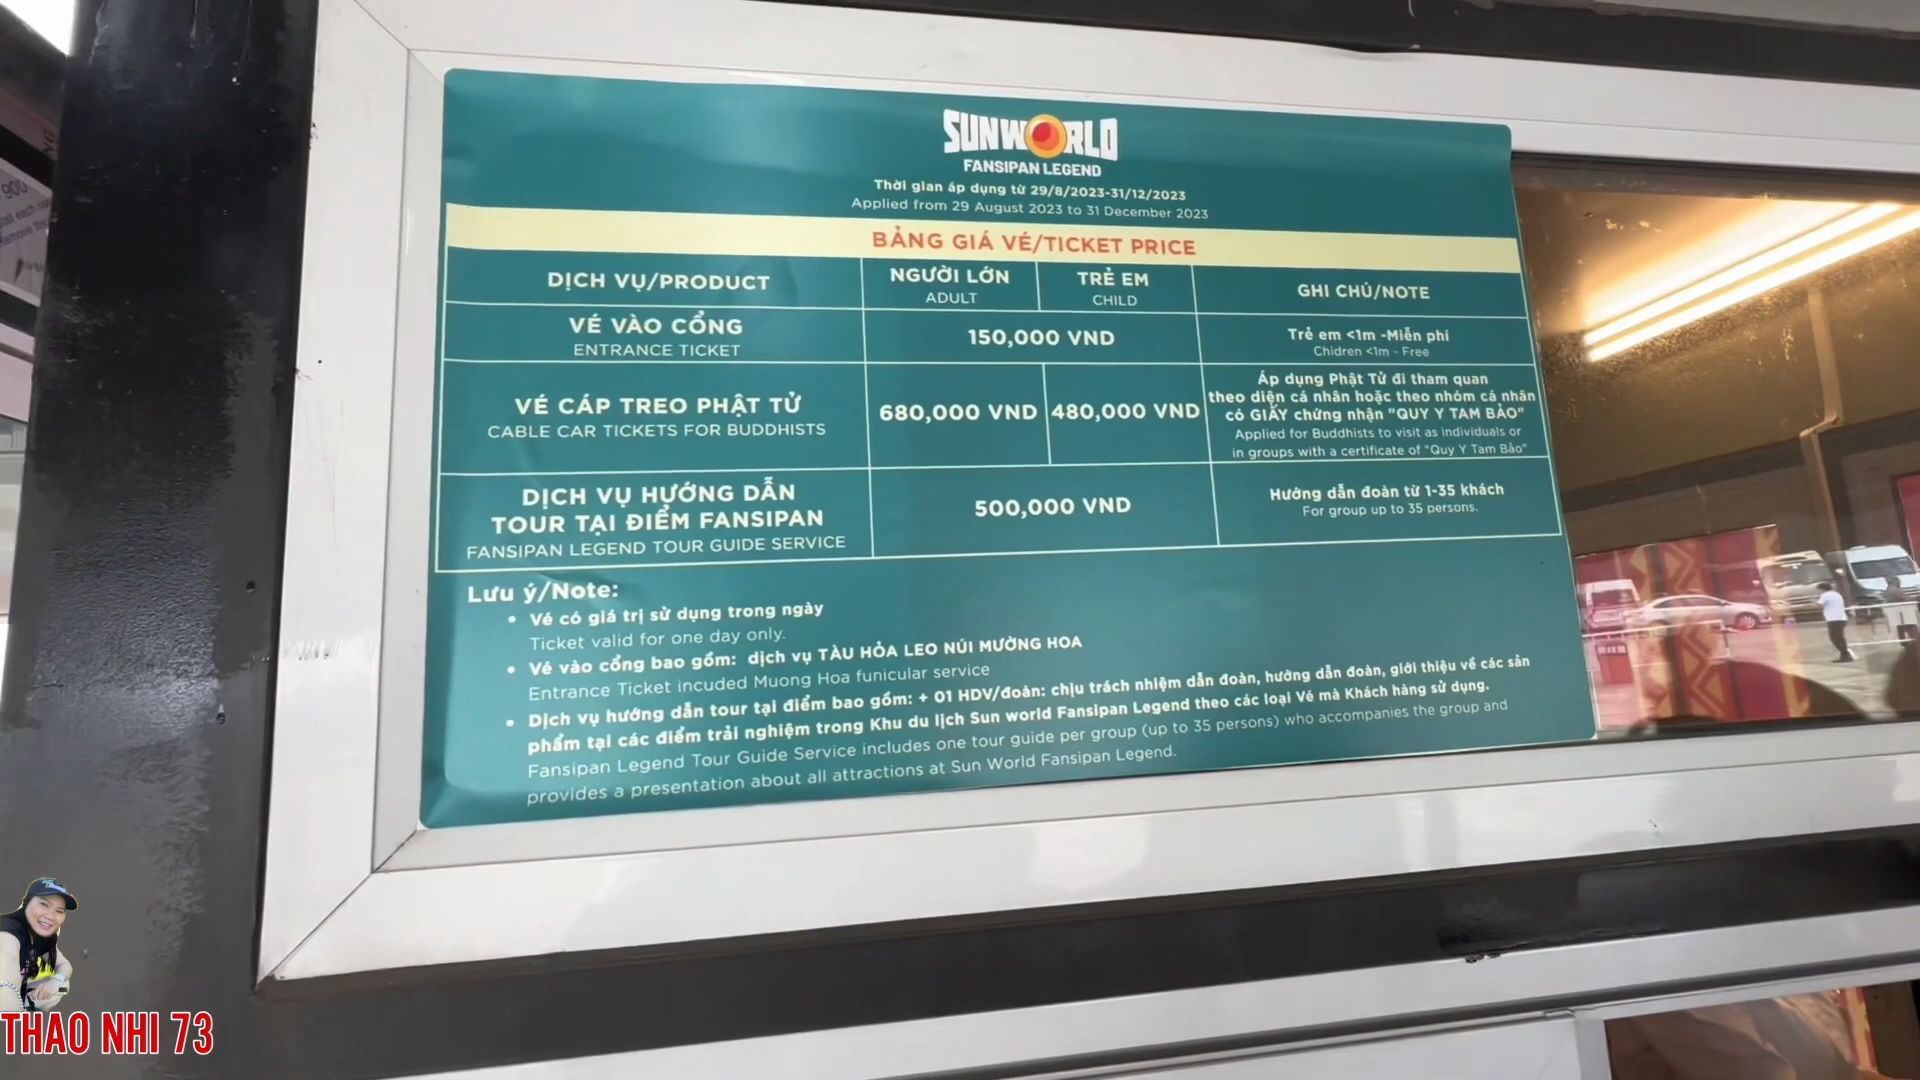 SUNWORLD
FANSIPAN LEGEND
Thời gian áp dụng từ 29/8/2023-31/12/2023
Applied from 29 August 2023 to 31 December 2023
BẢNG GIÁ VÉ/TICKET PRICE
DỊCH VỤ/PRODUCT
NGƯỜI LỚN
ADULT
TRẺ EM
CHILD
GHI CHÚ/NOTE
VÉ VÀO CỔNG
ENTRANCE TICKET
150,000 VND
Trẻ em <1m -Miễn phí
Chidren <1m - Free
VÉ CÁP TREO PHẬT TỬ
CABLE CAR TICKETS FOR BUDDHISTS
680,000 VND
480,000 VND
Áp dụng Phật Tử đi tham quan
theo diện cá nhân hoặc theo nhóm cá nhân
có GIẤY chứng nhận "QUY Y TAM BẢO"
Applied for Buddhists to visit as individuals or
in groups with a certificate of "Quy Y Tam Bảo"
DỊCH VỤ HƯỚNG DẪN
TOUR TẠI ĐIỂM FANSIPAN
FANSIPAN LEGEND TOUR GUIDE SERVICE
500,000 VND
Hướng dẫn đoàn từ 1-35 khách
For group up to 35 persons.
Lưu ý/Note:
• Vé có giá trị sử dụng trong ngày
Ticket valid for one day only.
• Vé vào cổng bao gồm: dịch vụ TÀU HỎA LEO NÚI MƯỜNG HOA
Entrance Ticket incuded Muong Hoa funicular service
• Dịch vụ hướng dẫn tour tại điểm bao gồm: + 01 HDV/đoàn: chịu trách nhiệm dẫn đoàn, hướng dẫn đoàn, giới thiệu về các sản
phẩm tại các điểm trải nghiệm trong Khu du lịch Sun world Fansipan Legend theo các loại Vé mà Khách hàng sử dụng.
Fansipan Legend Tour Guide Service includes one tour guide per group (up to 35 persons) who accompanies the group and
provides a presentation about all attractions at Sun World Fansipan Legend.
THAO NHI 73